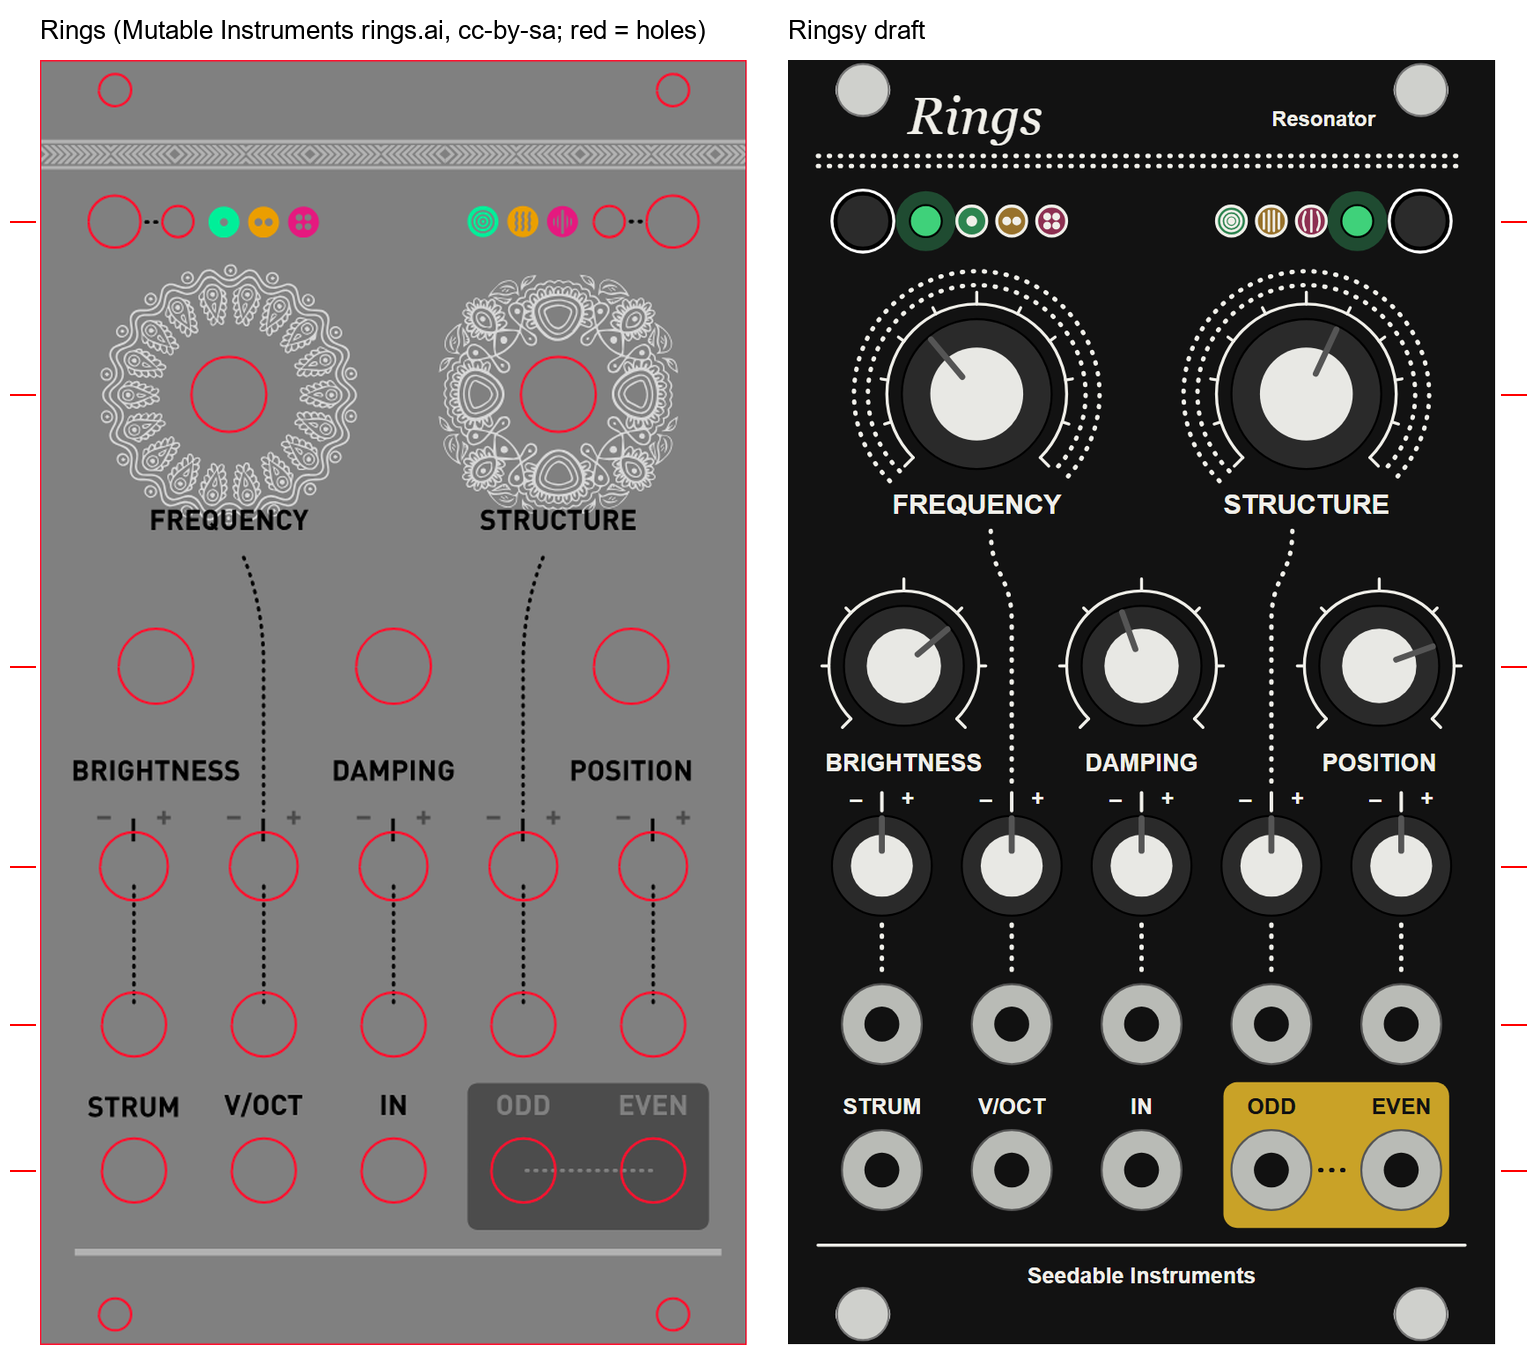 Rings (Mutable Instruments rings.ai, cc-by-sa; red = holes)
FREQUENCY STRUCTURE
BRIGHTNESS DAMPING POSITION
– + – + – + – + – +
STRUM V/OCT IN ODD EVEN
Ringsy draft
Rings Resonator
FREQUENCY STRUCTURE
BRIGHTNESS DAMPING POSITION
– + – + – + – + – +
STRUM V/OCT IN ODD EVEN
Seedable Instruments